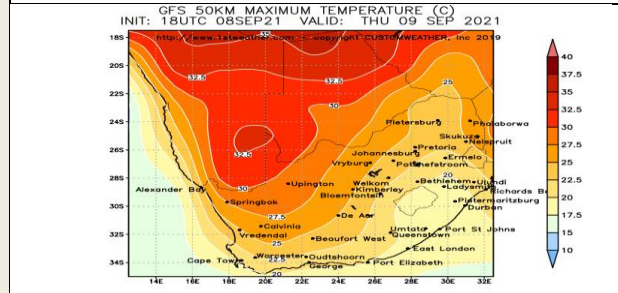 GFS 50KM MAXIMUM TEMPERATURE (C)
INIT: 18UTC 08SEP21 VALID: THU 09 SEP 2021
http://www.1stweather.com -- copyright CUSTOMWEATHER, Inc 2019
35
18S
40
37.5
20S
32.5
25
35
22S
30
32.5
24S
Pietersburg
Phalaborwa
30
Skukuza
Pretoria
Nelspruit
27.5
26S
Johannesburg
32.5
Ermelo
25
Vryburg
Potchefstroom
22.5
28S
20
Welkom
Bethlehem
Ulundi
20
Alexander Bay
30
Upington
Kimberley
Ladysmith
Richards Ba
17.5
Bloemfontein
Springbok
Pietermaritzburg
30S
Durban
15
27.5
De Aar
10
Calvinia
Umtata
Port St Johns
32S
Vredendal
25
Beaufort West
Queenstown
East London
Worcester
22.5
Oudtshoorn
34S
Cape Town
George
Port Elizabeth
20
14E 16E 18E 20E 22E 24E 26E 28E 30E 32E